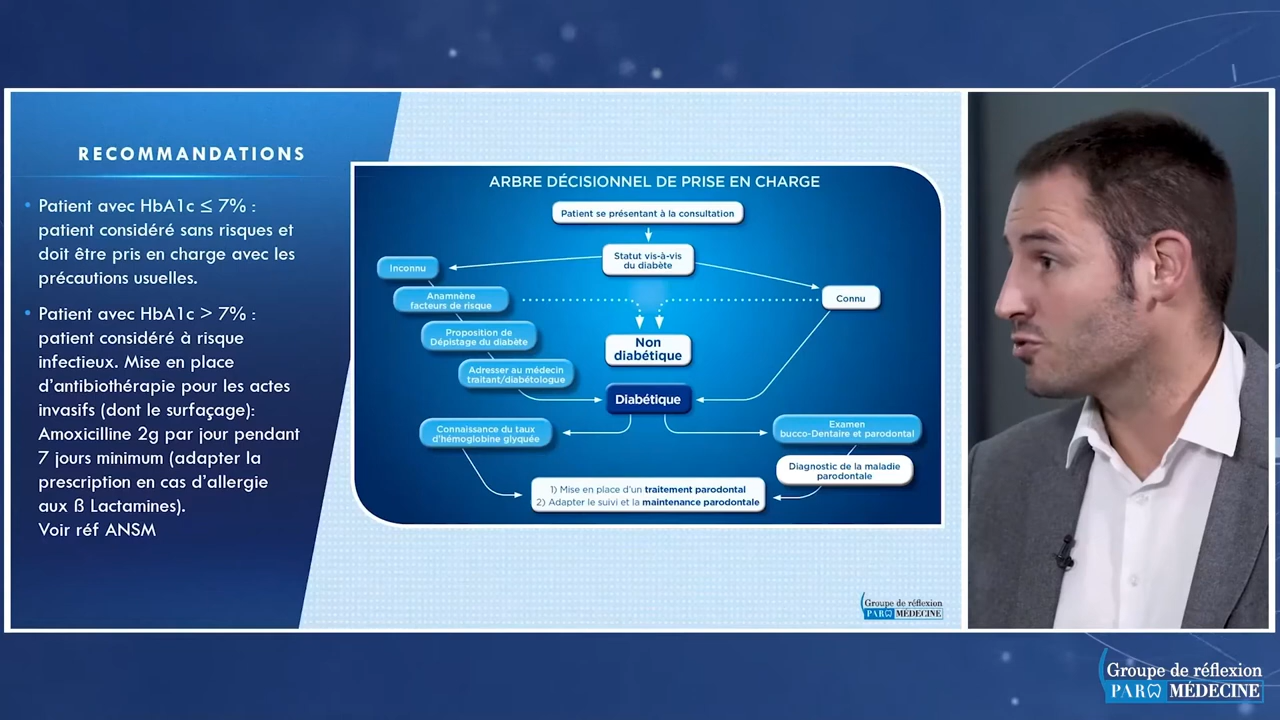 RECOMMANDATIONS
• Patient avec HbA1c ≤ 7% :
patient considéré sans risques et
doit être pris en charge avec les
précautions usuelles.
• Patient avec HbA1c > 7% :
patient considéré à risque
infectieux. Mise en place
d'antibiothérapie pour les actes
invasifs (dont le surfaçage):
Amoxicilline 2g par jour pendant
7 jours minimum (adapter la
prescription en cas d'allergie
aux ß Lactamines).
Voir réf ANSM
ARBRE DÉCISIONNEL DE PRISE EN CHARGE
Patient se présentant à la consultation
Statut vis-à-vis
du diabète
Inconnu
Connu
Anamnène
facteurs de risque
Proposition de
Dépistage du diabète
Non
diabétique
Adresser au médecin
traitant/diabétologue
Diabétique
Connaissance du taux
d'hémoglobine glyquée
Examen
bucco-Dentaire et parodontal
Diagnostic de la maladie
parodontale
1) Mise en place d'un traitement parodontal
2) Adapter le suivi et la maintenance parodontale
Groupe de réflexion
PARO MÉDECINE
Groupe de réflexion
PARO MÉDECINE